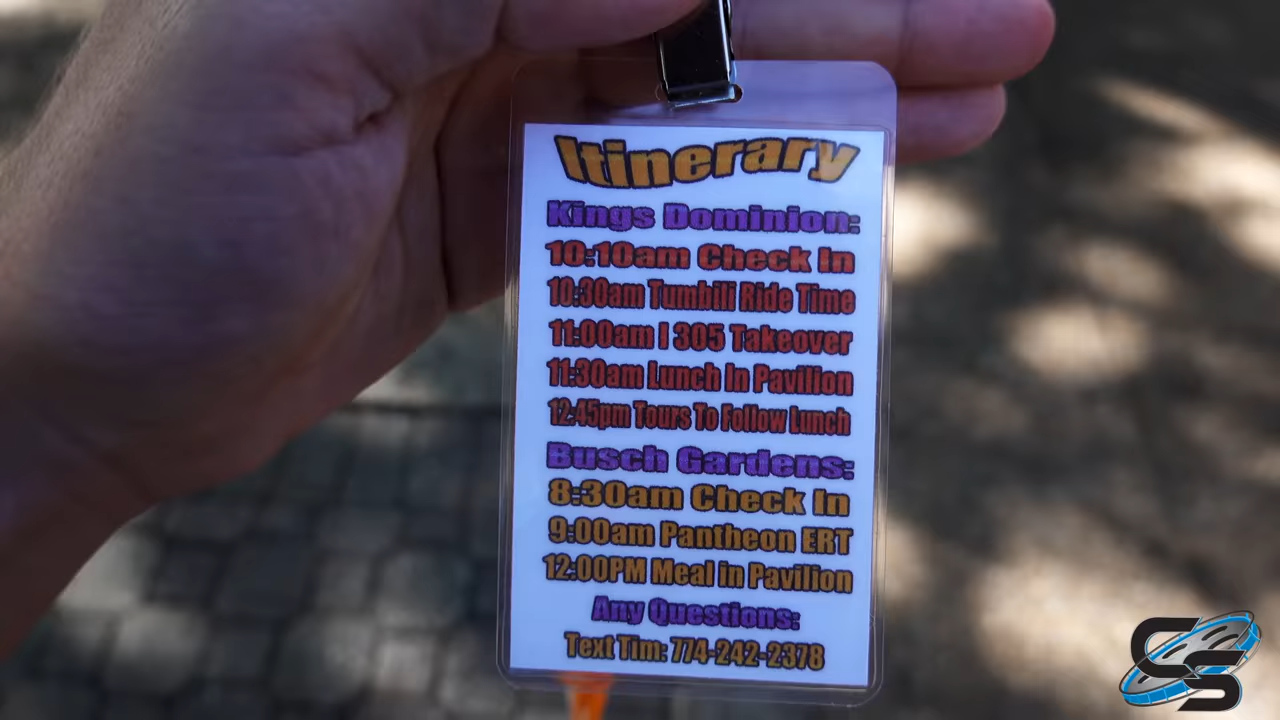 Itinerary
Kings Dominion:
10:10am Check In
10:30am Tumbili Ride Time
11:00am I 305 Takeover
11:30am Lunch In Pavilion
12:45pm Tours To Follow Lunch
Busch Gardens:
8:30am Check In
9:00am Pantheon ERT
12:00PM Meal in Pavilion
Any Questions:
Text Tim: 774-242-2378
CFS